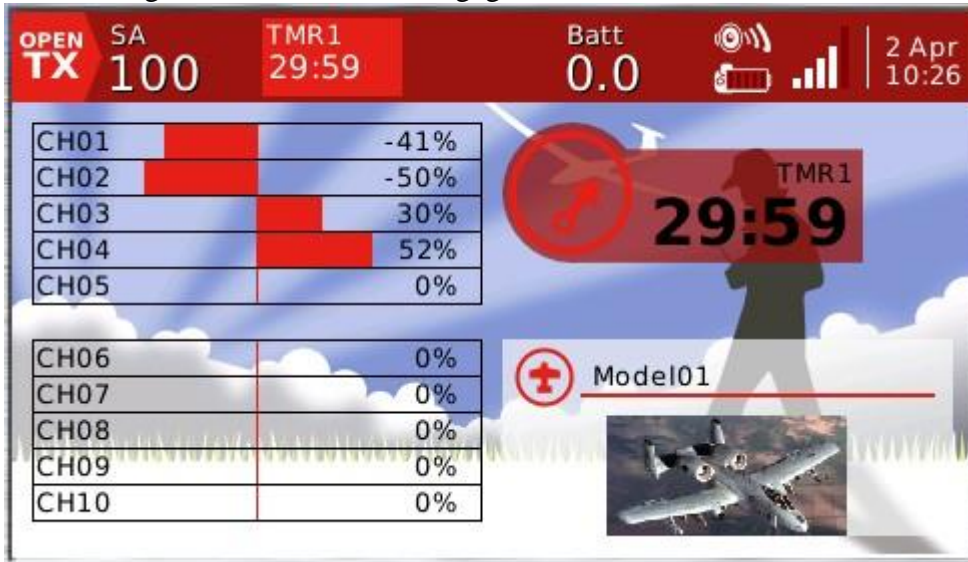 OPEN
TX
SA
100
TMR1
29:59
Batt
0.0
2 Apr
10:26
CH01 -41%
CH02 -50%
CH03 30%
CH04 52%
CH05 0%
TMR1
29:59
CH06 0%
CH07 0%
CH08 0%
CH09 0%
CH10 0%
Model01